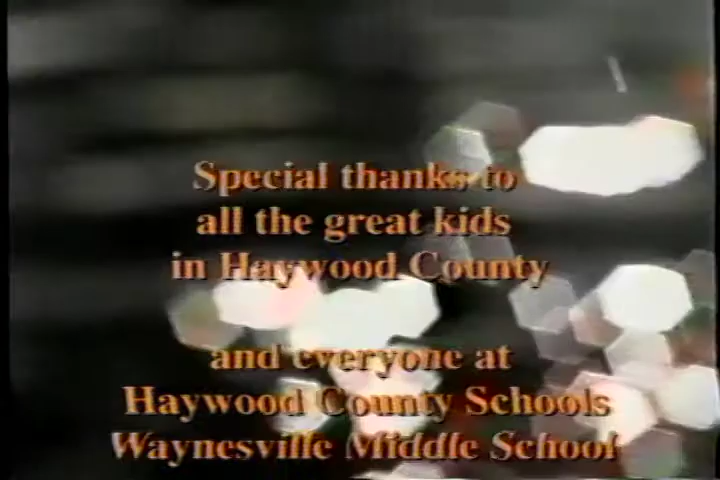 Special thanks to
all the great kids
in Haywood County
and everyone at
Haywood County Schools
Waynesville Middle School